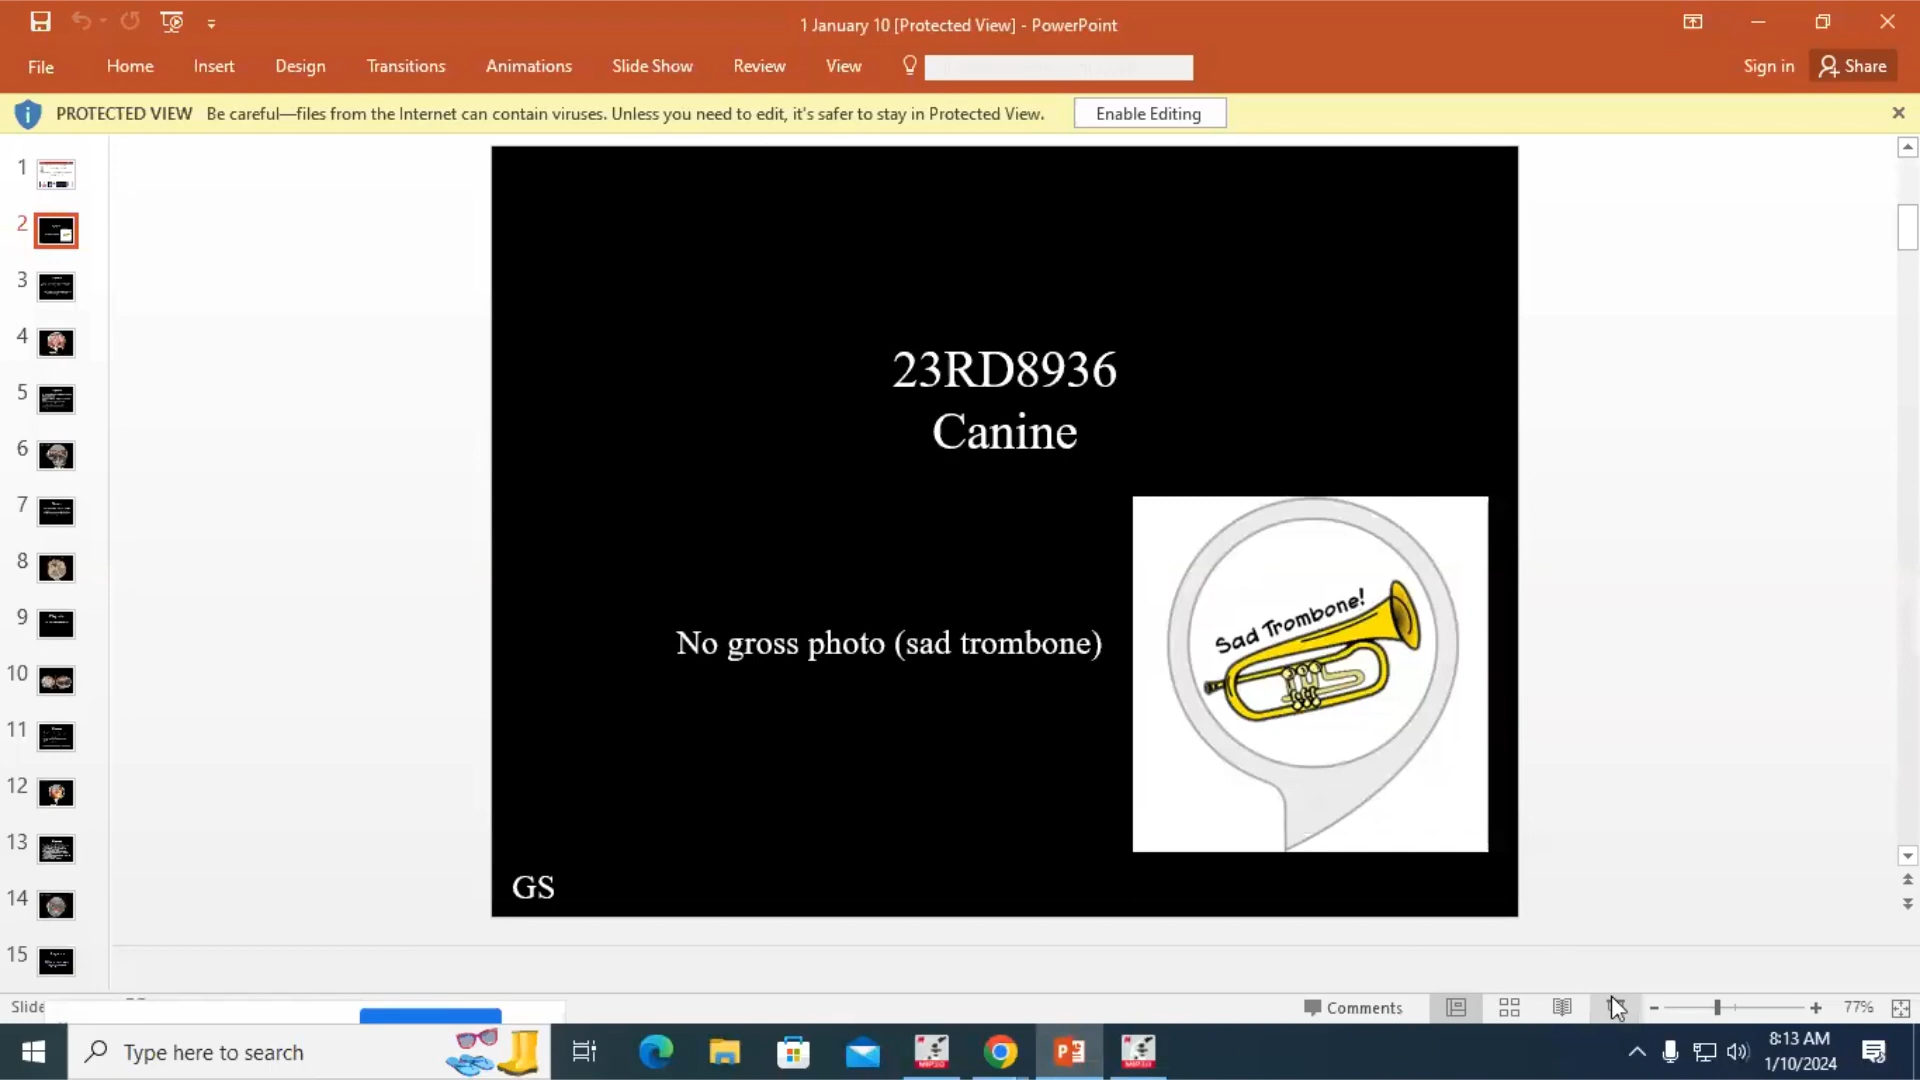 1 January 10 [Protected View] - PowerPoint
File Home Insert Design Transitions Animations Slide Show Review View Sign in Share
PROTECTED VIEW Be careful—files from the Internet can contain viruses. Unless you need to edit, it's safer to stay in Protected View. Enable Editing
1
2
3
4
5
6
7
8
9
10
11
12
13
14
15
23RD8936
Canine
No gross photo (sad trombone)
Sad Trombone!
GS
Slide
Comments
77%
Type here to search
8:13 AM
1/10/2024